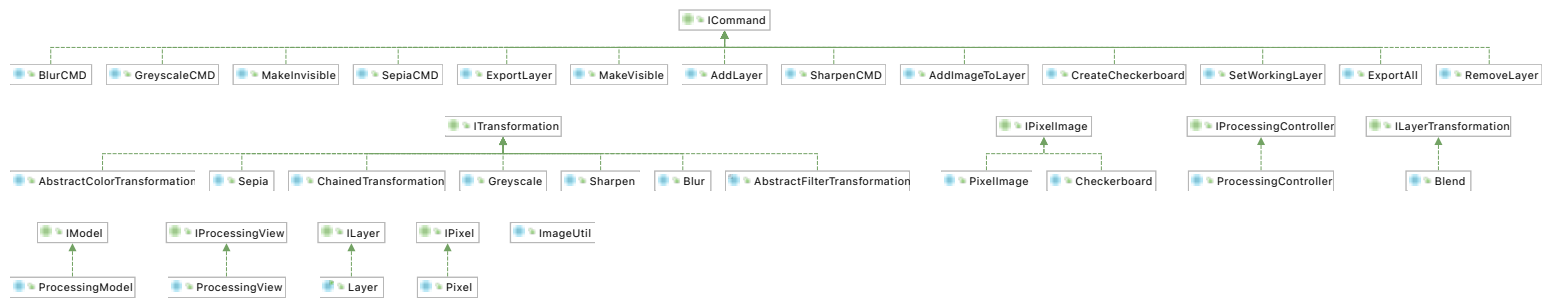 ICommand
BlurCMD GreyscaleCMD MakeInvisible SepiaCMD ExportLayer MakeVisible AddLayer SharpenCMD AddImageToLayer CreateCheckerboard SetWorkingLayer ExportAll RemoveLayer
ITransformation IPixelImage IProcessingController ILayerTransformation
AbstractColorTransformation Sepia ChainedTransformation Greyscale Sharpen Blur AbstractFilterTransformation PixelImage Checkerboard ProcessingController Blend
IModel IProcessingView ILayer IPixel ImageUtil
ProcessingModel ProcessingView Layer Pixel